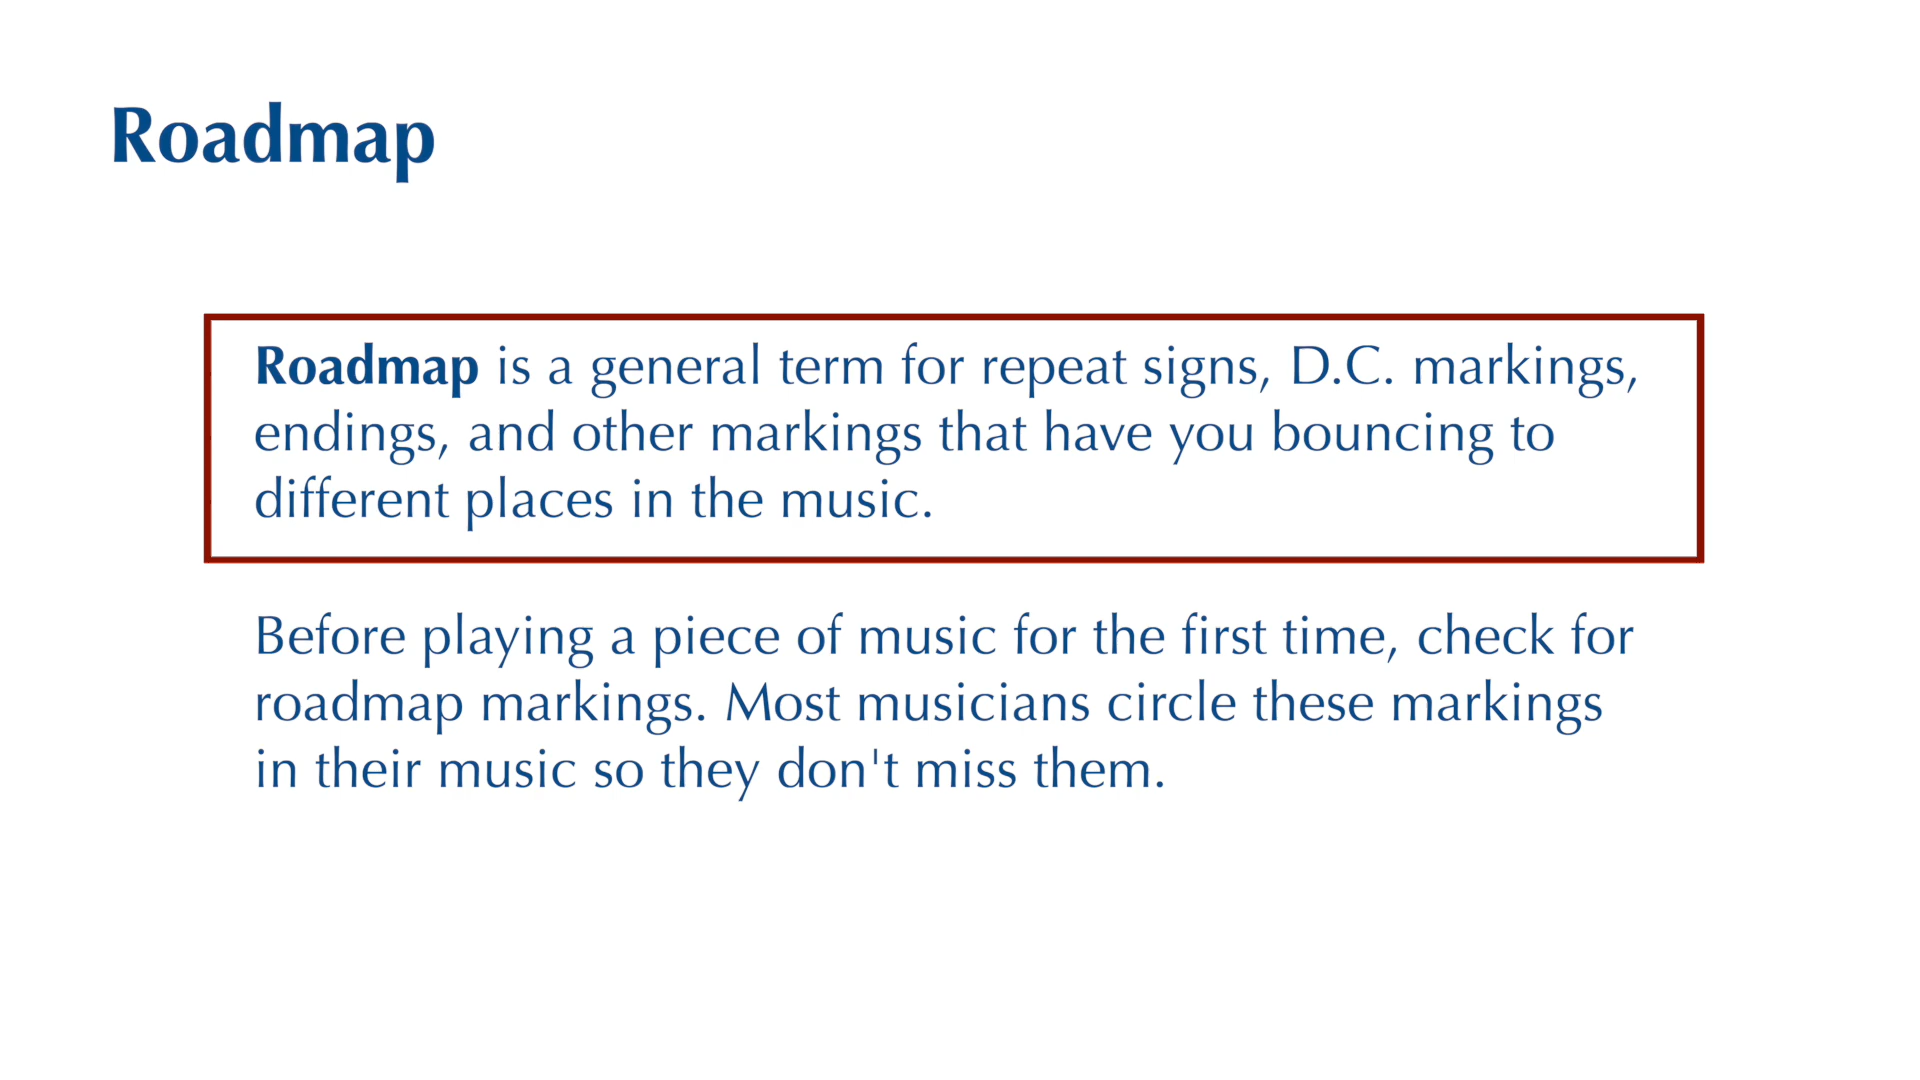 Roadmap
Roadmap is a general term for repeat signs, D.C. markings,
endings, and other markings that have you bouncing to
different places in the music.
Before playing a piece of music for the first time, check for
roadmap markings. Most musicians circle these markings
in their music so they don't miss them.